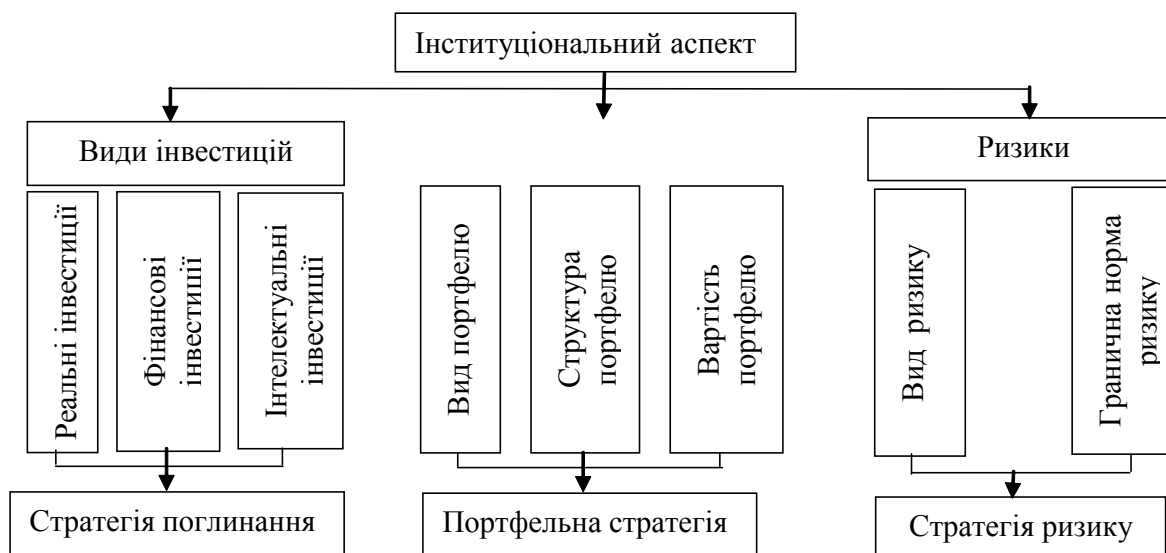 Інституціональний аспект
Види інвестицій
Ризики
Реальні інвестиції
Фінансові
інвестиції
Інтелектуальні
інвестиції
Вид портфелю
Структура
портфелю
Вартість
портфелю
Вид ризику
Гранична норма
ризику
Стратегія поглинання
Портфельна стратегія
Стратегія ризику